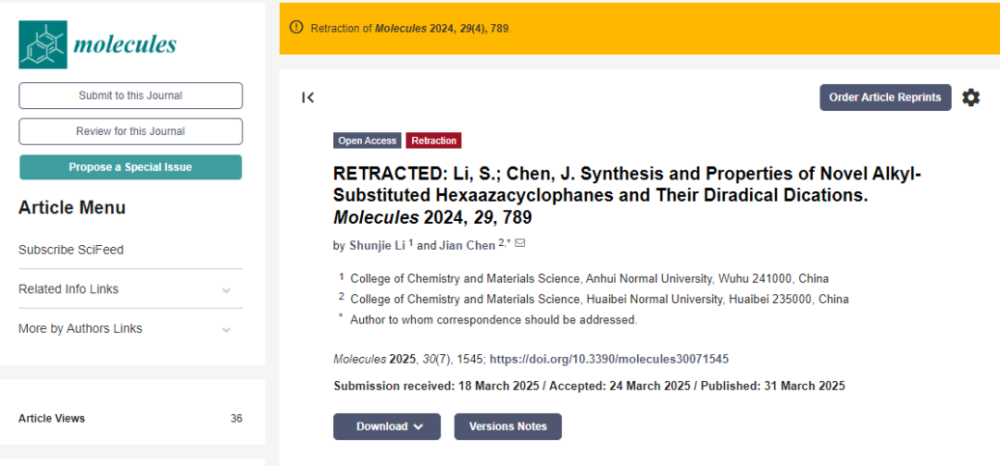 molecules
Submit to this Journal
Review for this Journal
Propose a Special Issue
Article Menu
Subscribe SciFeed
Related Info Links
More by Authors Links
Article Views 36
Retraction of Molecules 2024, 29(4), 789.
Order Article Reprints
Open Access Retraction
RETRACTED: Li, S.; Chen, J. Synthesis and Properties of Novel Alkyl-
Substituted Hexaazacyclophanes and Their Diradical Dications.
Molecules 2024, 29, 789
by Shunjie Li 1 and Jian Chen 2,*
1 College of Chemistry and Materials Science, Anhui Normal University, Wuhu 241000, China
2 College of Chemistry and Materials Science, Huaibei Normal University, Huaibei 235000, China
* Author to whom correspondence should be addressed.
Molecules 2025, 30(7), 1545; https://doi.org/10.3390/molecules30071545
Submission received: 18 March 2025 / Accepted: 24 March 2025 / Published: 31 March 2025
Download Versions Notes